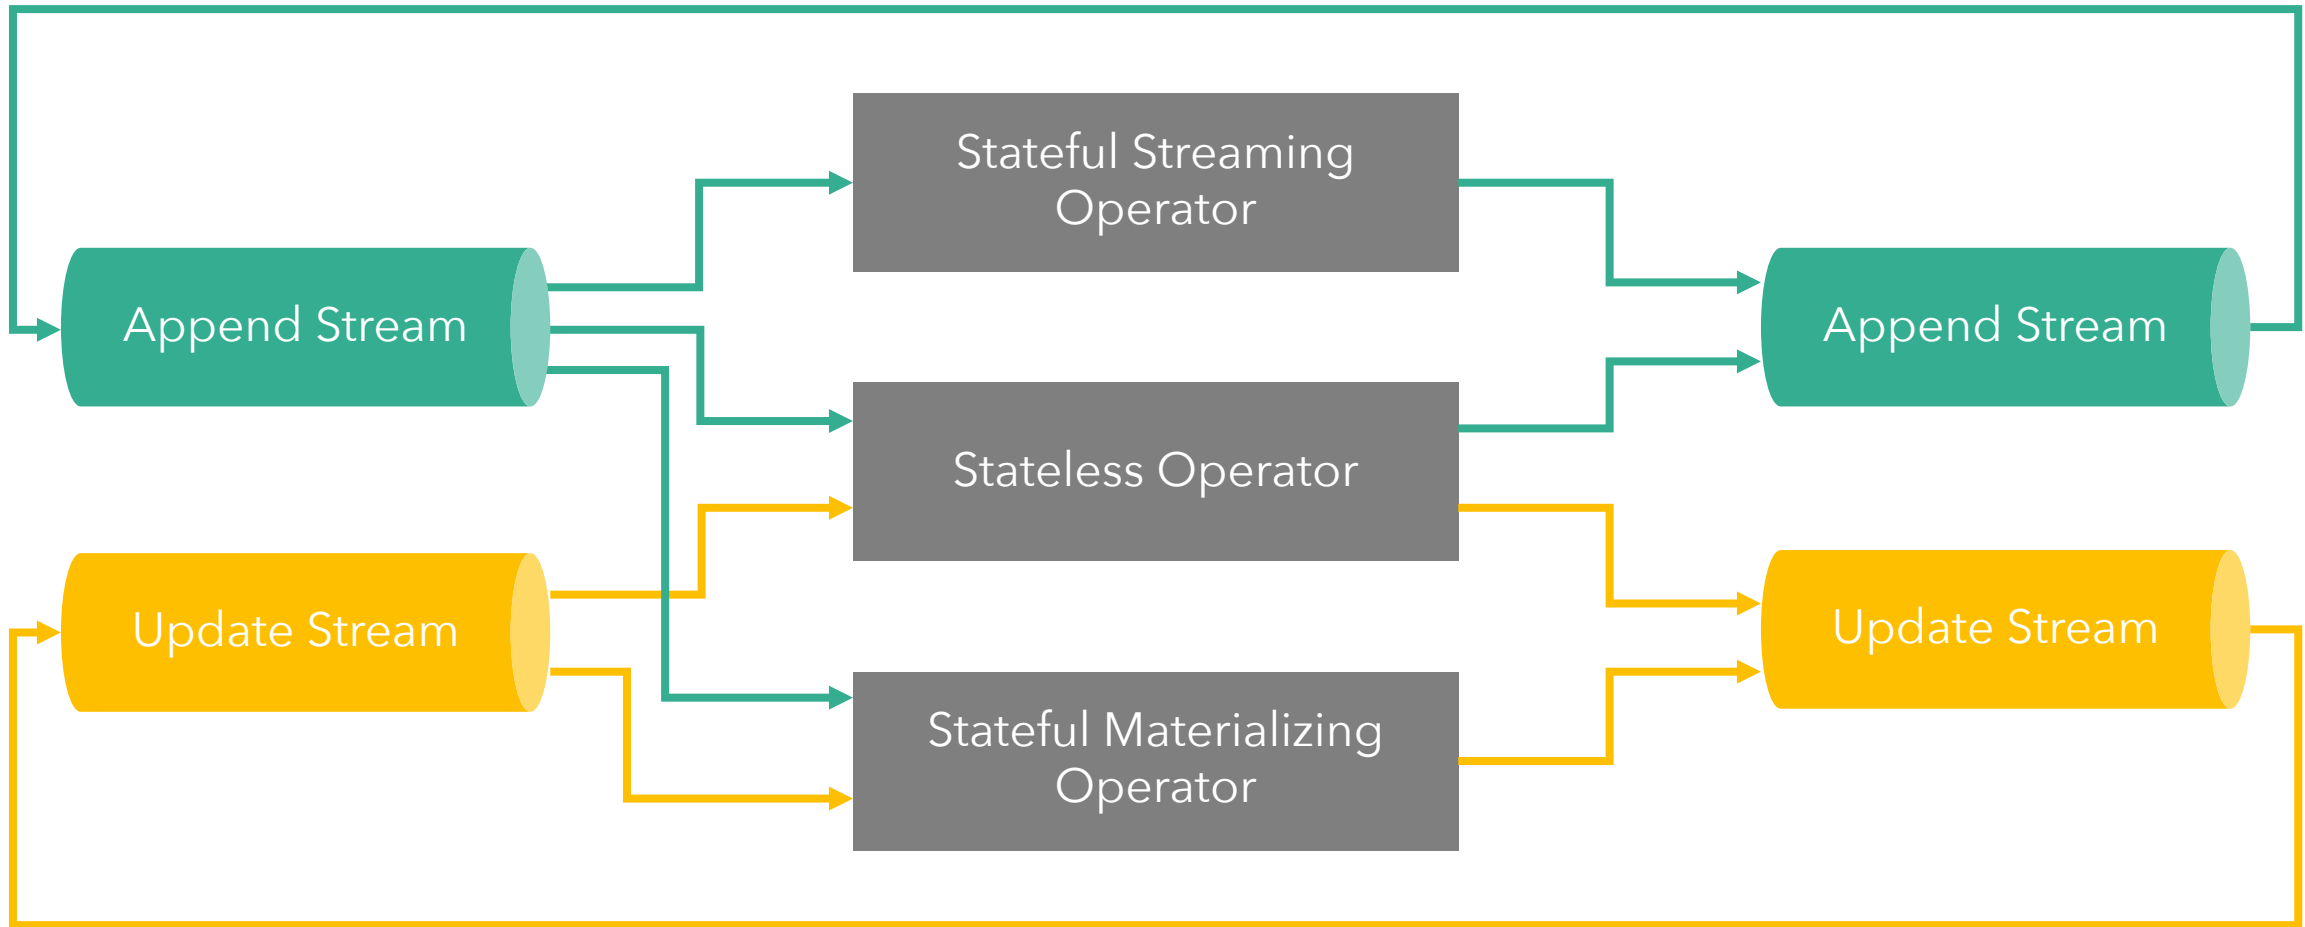 Stateful Streaming
Operator
Append Stream
Append Stream
Stateless Operator
Update Stream
Update Stream
Stateful Materializing
Operator